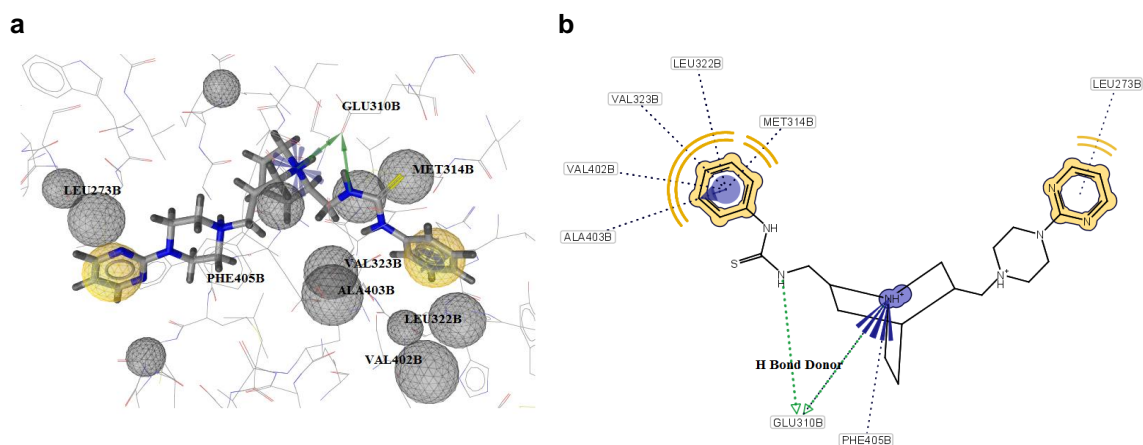 a
GLU310B
MET314B
LEU273B
PHE405B
VAL323B
ALA403B
LEU322B
VAL402B
b
LEU322B
LEU273B
VAL323B
MET314B
VAL402B
ALA403B
N
N
N
NH
S
N
H
N
H
+
NH+
H Bond Donor
GLU310B
PHE405B